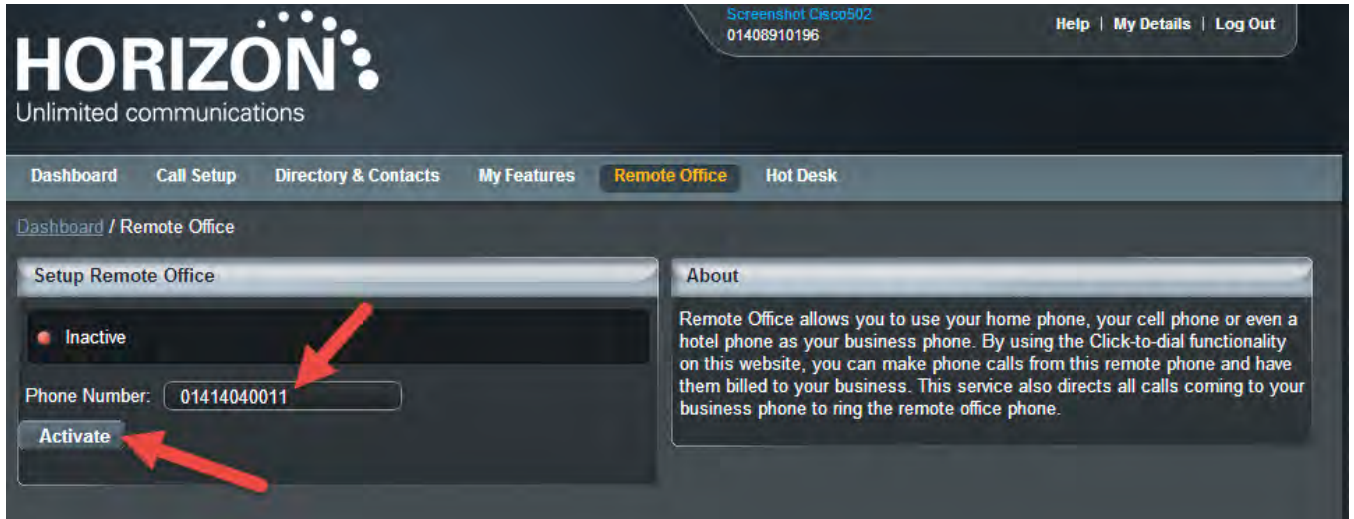 Screenshot Cisco502
01408910196
Help | My Details | Log Out
HORIZON
Unlimited communications
Dashboard Call Setup Directory & Contacts My Features Remote Office Hot Desk
Dashboard / Remote Office
Setup Remote Office
Inactive
Phone Number: 01414040011
Activate
About
Remote Office allows you to use your home phone, your cell phone or even a
hotel phone as your business phone. By using the Click-to-dial functionality
on this website, you can make phone calls from this remote phone and have
them billed to your business. This service also directs all calls coming to your
business phone to ring the remote office phone.